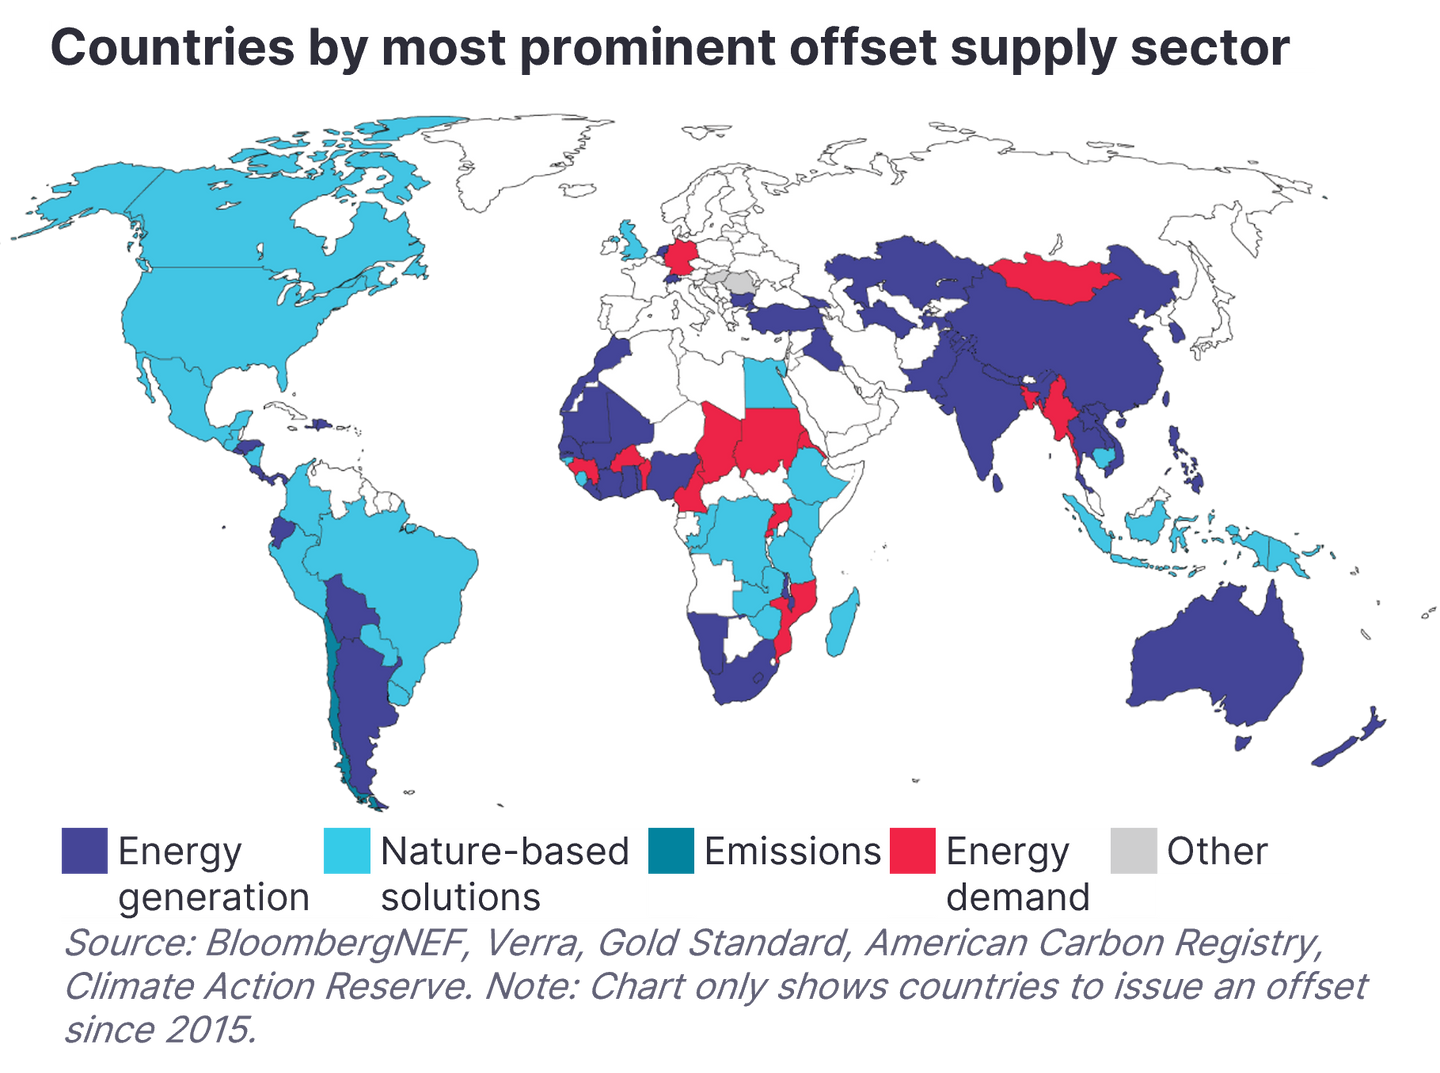 Countries by most prominent offset supply sector
Energy generation
Nature-based solutions
Emissions
Energy demand
Other
Source: BloombergNEF, Verra, Gold Standard, American Carbon Registry,
Climate Action Reserve. Note: Chart only shows countries to issue an offset
since 2015.